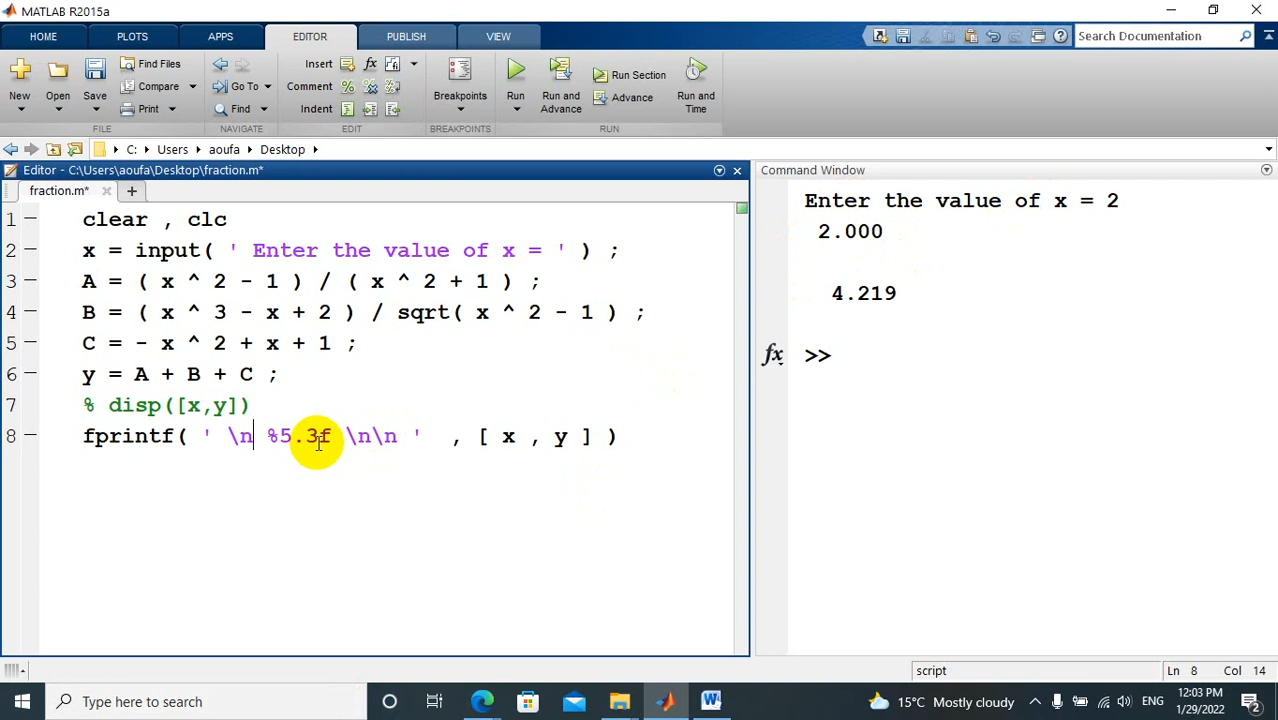 MATLAB R2015a
HOME PLOTS APPS EDITOR PUBLISH VIEW Search Documentation
New Open Save Find Files Compare Print
FILE
Go To Find
NAVIGATE
Insert fx
Comment
Indent
EDIT
Breakpoints
BREAKPOINTS
Run Run and Advance Run Section Advance Run and Time
RUN
C: Users aoufa Desktop
Editor - C:\Users\aoufa\Desktop\fraction.m*
fraction.m* +
1 clear , clc
2 x = input( ' Enter the value of x = ' ) ;
3 A = ( x ^ 2 - 1 ) / ( x ^ 2 + 1 ) ;
4 B = ( x ^ 3 - x + 2 ) / sqrt( x ^ 2 - 1 ) ;
5 C = - x ^ 2 + x + 1 ;
6 y = A + B + C ;
7 % disp([x,y])
8 fprintf( ' \n %5.3f \n\n ' , [ x , y ] )
Command Window
Enter the value of x = 2
2.000
4.219
fx >>
script Ln 8 Col 14
Type here to search
15°C Mostly cloudy ENG 12:03 PM
1/29/2022 2